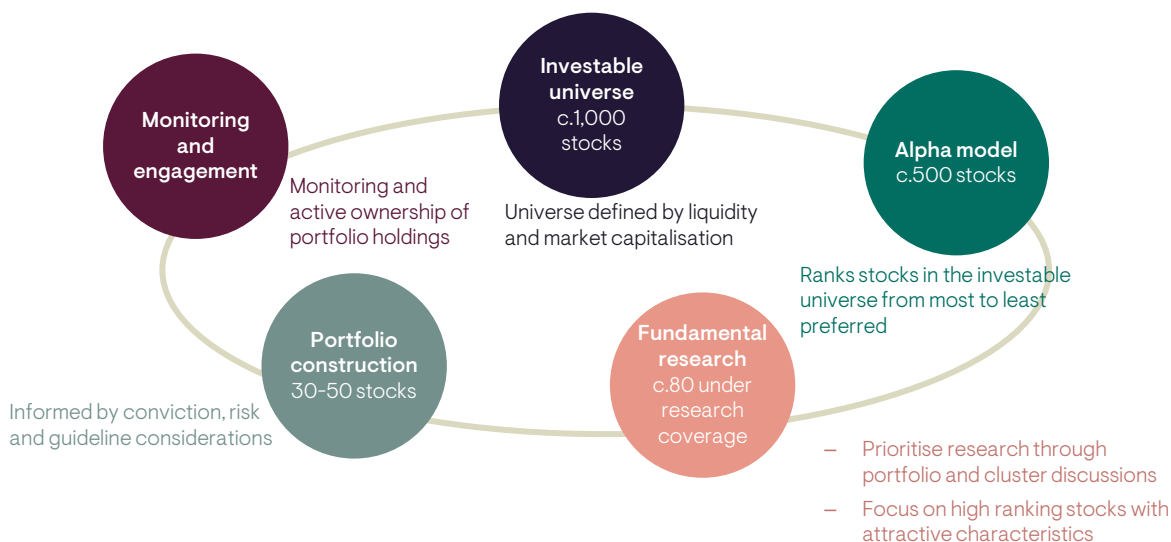 Investable
universe
c.1,000
stocks
Universe defined by liquidity
and market capitalisation
Alpha model
c.500 stocks
Ranks stocks in the investable
universe from most to least
preferred
Fundamental
research
c.80 under
research
coverage
– Prioritise research through
portfolio and cluster discussions
– Focus on high ranking stocks with
attractive characteristics
Portfolio
construction
30-50 stocks
Informed by conviction, risk
and guideline considerations
Monitoring
and
engagement
Monitoring and
active ownership of
portfolio holdings